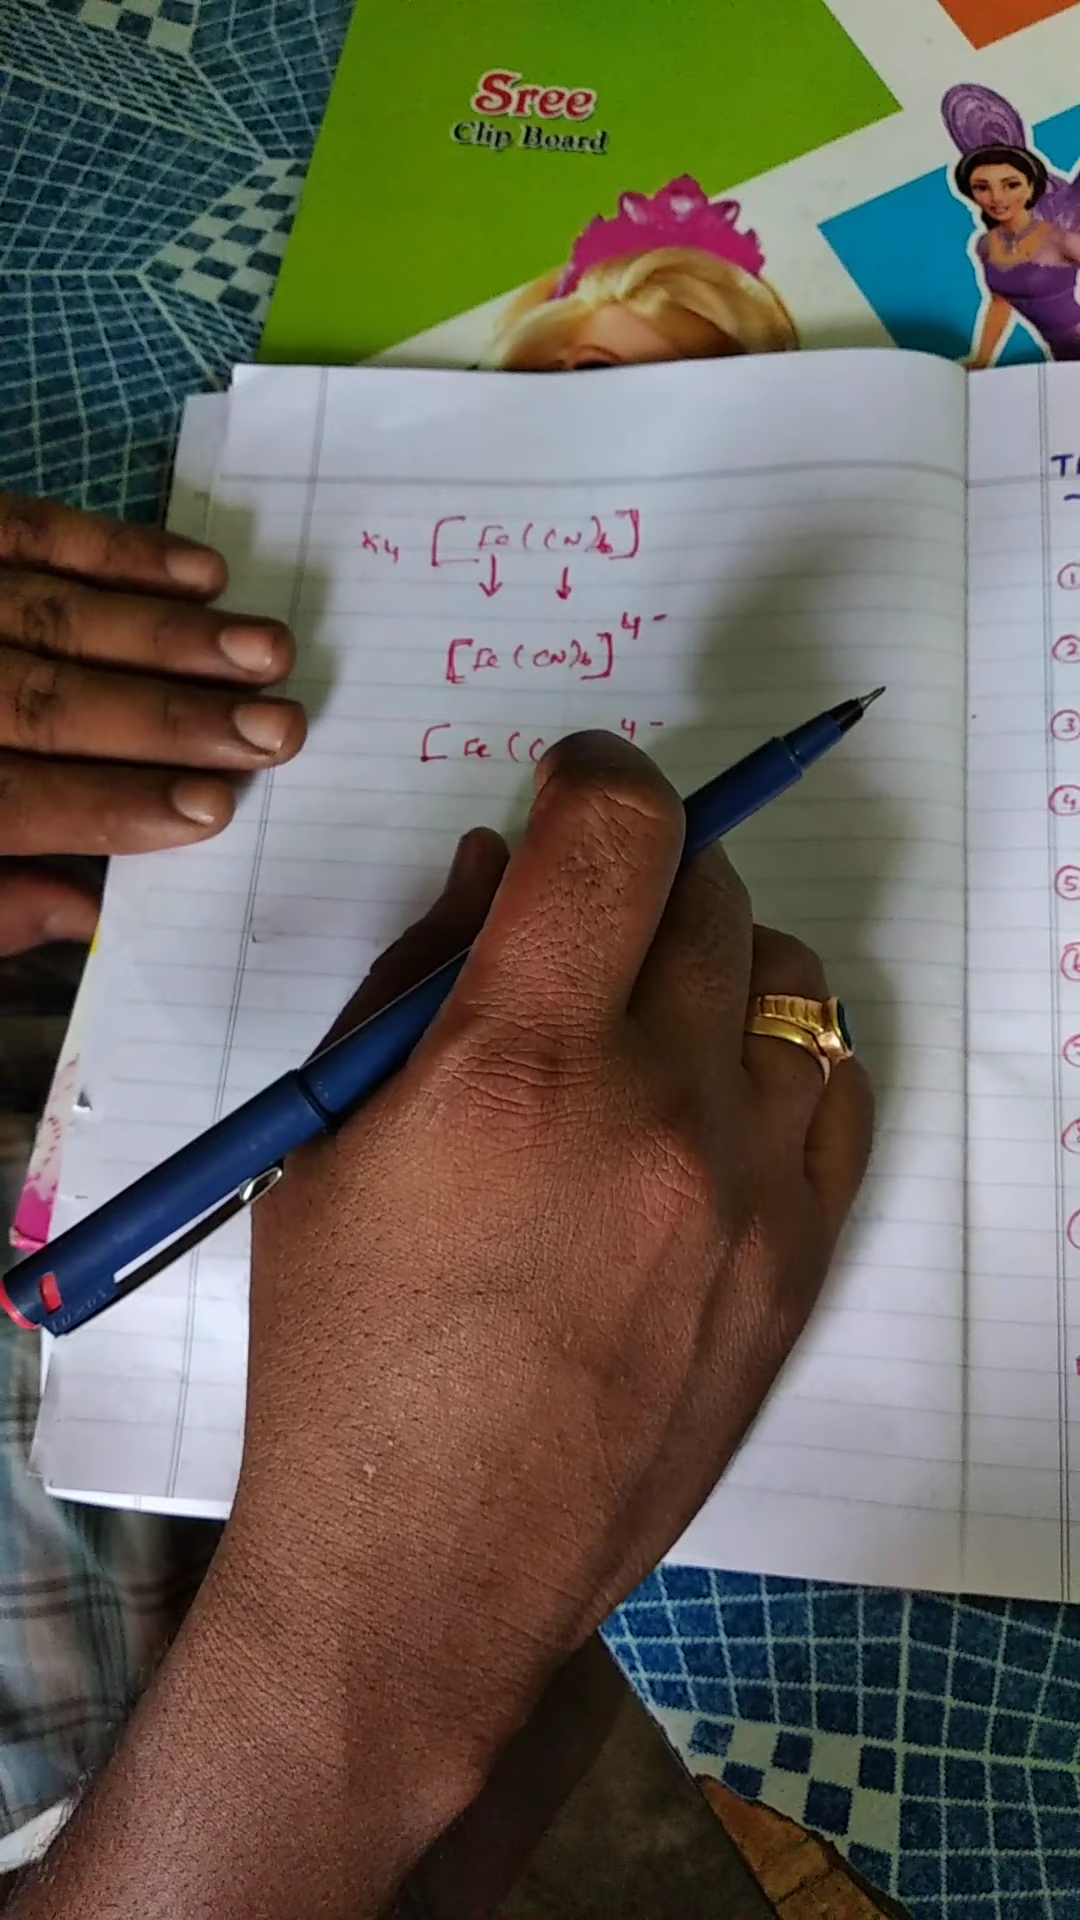 Sree
Clip Board
K4 [Fe(CN)6]
↓ ↓
[Fe(CN)6]4-
[Fe(C 4-
①
②
③
④
⑤